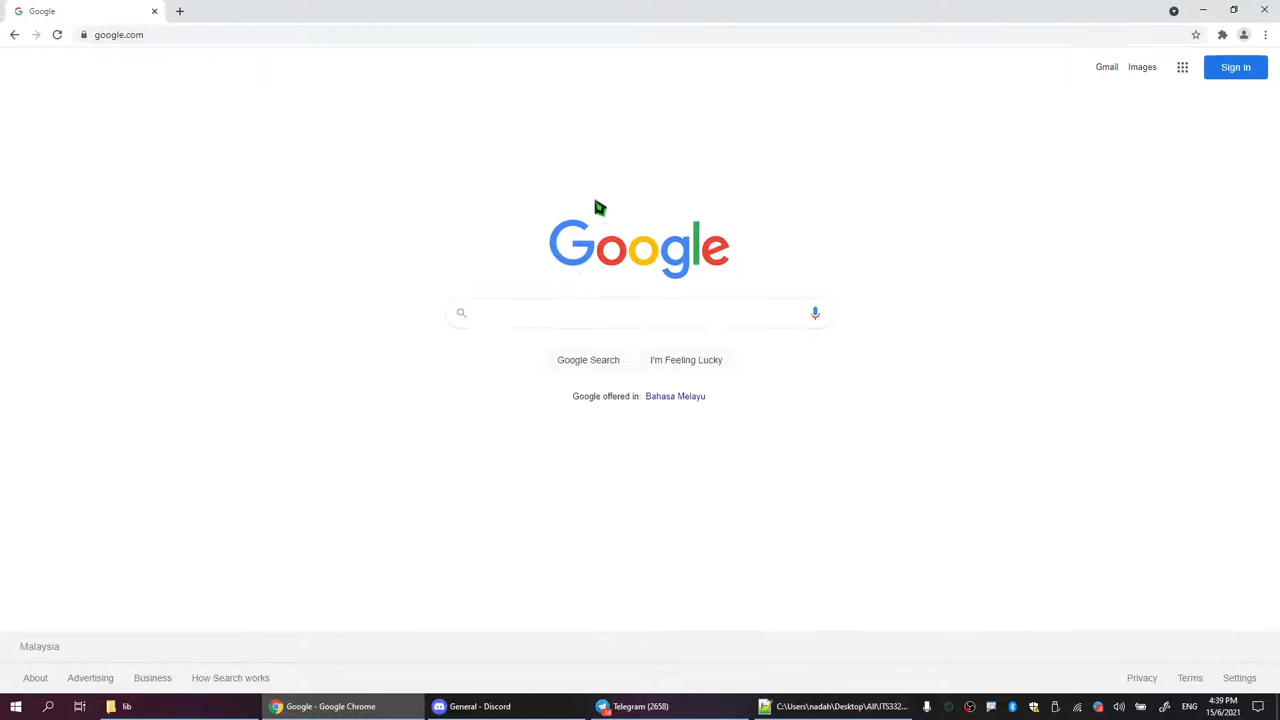 Google
google.com
Gmail
Images
Sign in
Google
Google Search
I'm Feeling Lucky
Google offered in: Bahasa Melayu
Malaysia
About
Advertising
Business
How Search works
Privacy
Terms
Settings
lib
Google - Google Chrome
General - Discord
Telegram (2658)
C:\Users\nadah\Desktop\All\ITS332...
ENG
4:39 PM
15/6/2021